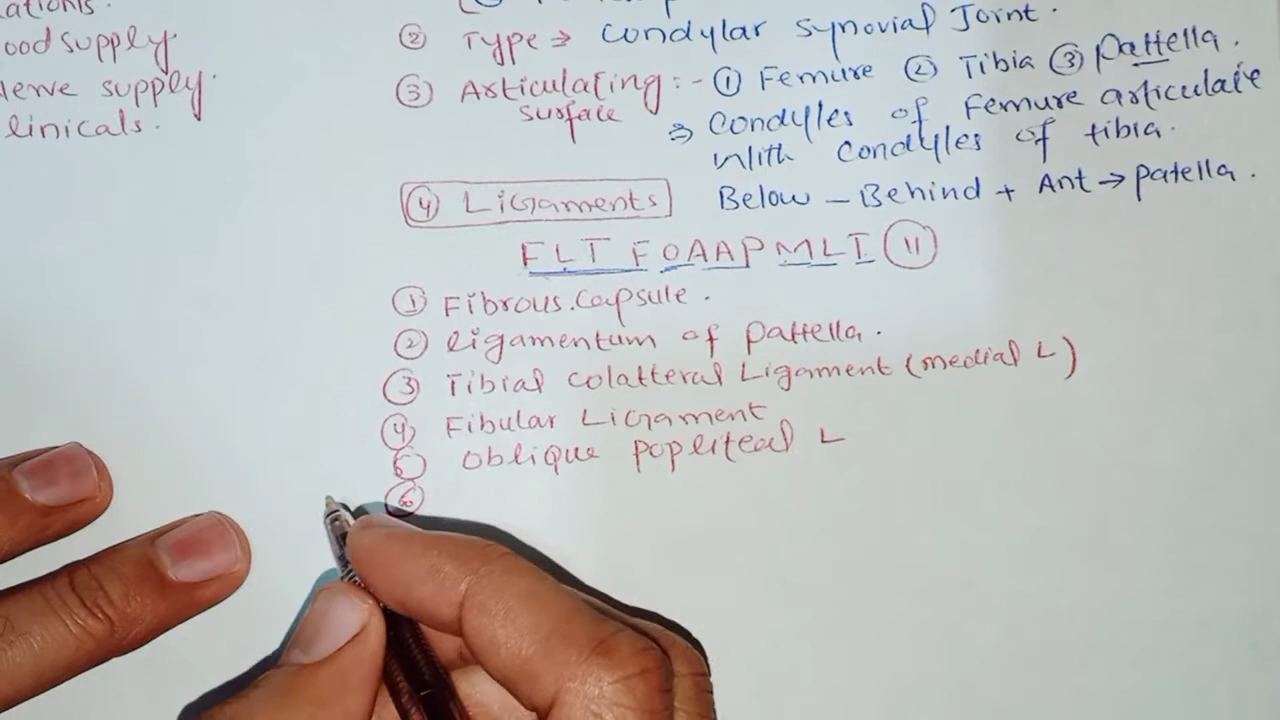 ations.
ood supply.
erve supply.
linicals.
② Type ⇒ condylar synovial Joint.
③ Articulating :- ① Femure ② Tibia ③ pattella.
surface
⇒ Condyles of Femure articulate
With condyles of tibia.
Below - Behind + Ant → patella.
④ LiGaments
F L T F O A A P M L I ⑪
① Fibrous capsule.
② ligamentum of pattella.
③ Tibial colatteral Ligament (medial L)
④ Fibular LiGament
⑤ oblique popliteal L
⑥